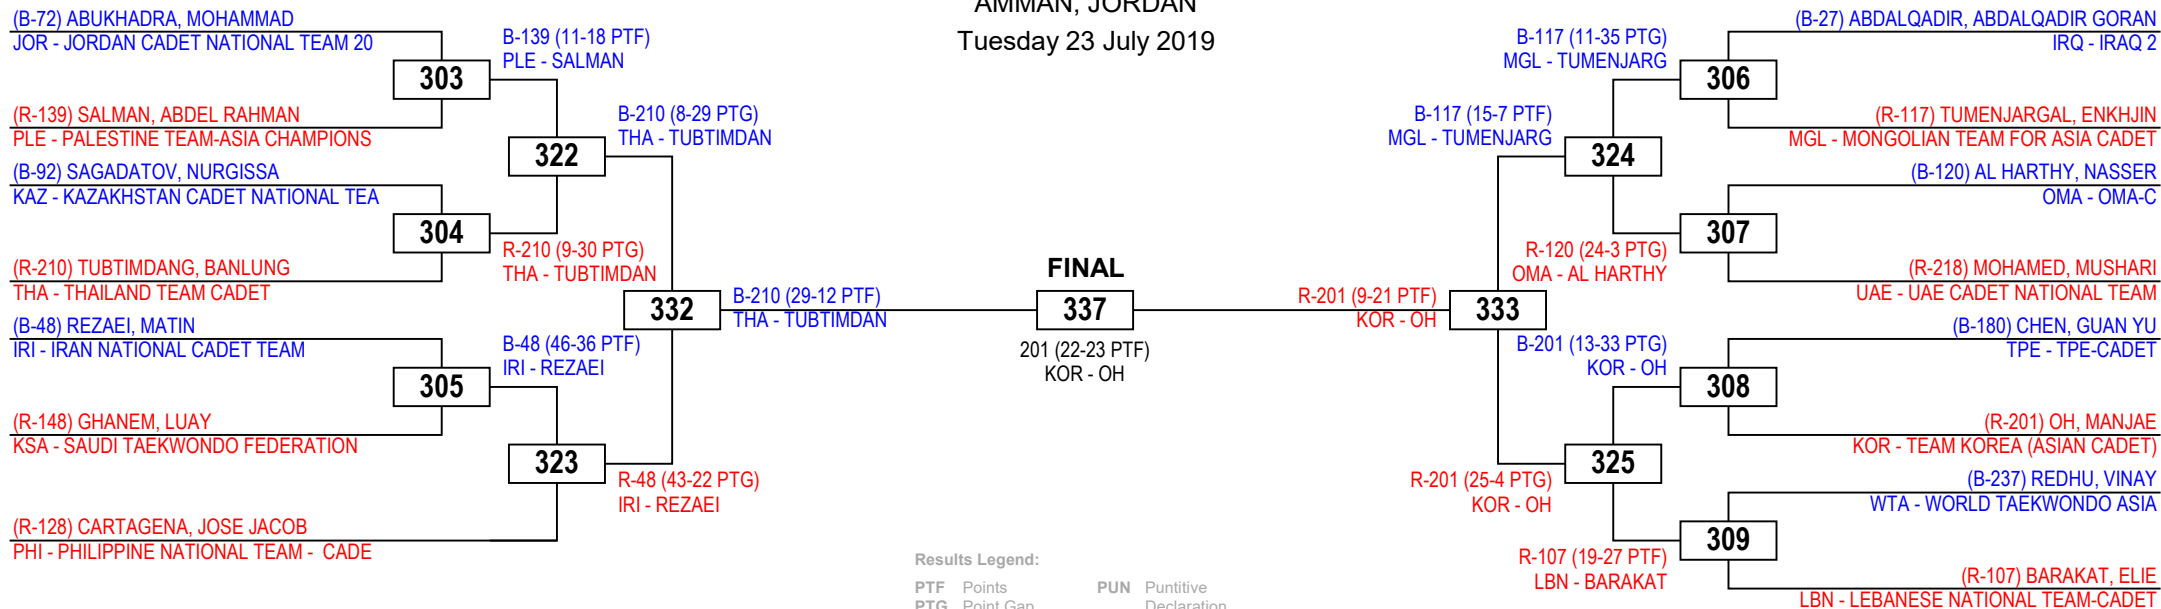 AMMAN, JORDAN
Tuesday 23 July 2019
(B-72) ABUKHADRA, MOHAMMAD
JOR - JORDAN CADET NATIONAL TEAM 20
303
(R-139) SALMAN, ABDEL RAHMAN
PLE - PALESTINE TEAM-ASIA CHAMPIONS
B-139 (11-18 PTF)
PLE - SALMAN
322
(B-92) SAGADATOV, NURGISSA
KAZ - KAZAKHSTAN CADET NATIONAL TEA
304
(R-210) TUBTIMDANG, BANLUNG
THA - THAILAND TEAM CADET
R-210 (9-30 PTG)
THA - TUBTIMDAN
B-210 (8-29 PTG)
THA - TUBTIMDAN
332
(B-48) REZAEI, MATIN
IRI - IRAN NATIONAL CADET TEAM
305
(R-148) GHANEM, LUAY
KSA - SAUDI TAEKWONDO FEDERATION
B-48 (46-36 PTF)
IRI - REZAEI
323
(R-128) CARTAGENA, JOSE JACOB
PHI - PHILIPPINE NATIONAL TEAM - CADE
R-48 (43-22 PTG)
IRI - REZAEI
B-210 (29-12 PTF)
THA - TUBTIMDAN
FINAL
337
201 (22-23 PTF)
KOR - OH
R-201 (9-21 PTF)
KOR - OH
333
B-117 (15-7 PTF)
MGL - TUMENJARG
324
B-117 (11-35 PTG)
MGL - TUMENJARG
306
(B-27) ABDALQADIR, ABDALQADIR GORAN
IRQ - IRAQ 2
(R-117) TUMENJARGAL, ENKHJIN
MGL - MONGOLIAN TEAM FOR ASIA CADET
(B-120) AL HARTHY, NASSER
OMA - OMA-C
307
R-120 (24-3 PTG)
OMA - AL HARTHY
(R-218) MOHAMED, MUSHARI
UAE - UAE CADET NATIONAL TEAM
(B-180) CHEN, GUAN YU
TPE - TPE-CADET
B-201 (13-33 PTG)
KOR - OH
308
(R-201) OH, MANJAE
KOR - TEAM KOREA (ASIAN CADET)
325
R-201 (25-4 PTG)
KOR - OH
(B-237) REDHU, VINAY
WTA - WORLD TAEKWONDO ASIA
309
R-107 (19-27 PTF)
LBN - BARAKAT
(R-107) BARAKAT, ELIE
LBN - LEBANESE NATIONAL TEAM-CADET
Results Legend:
PTF Points PUN Puntitive
PTG Point Gap Declaration